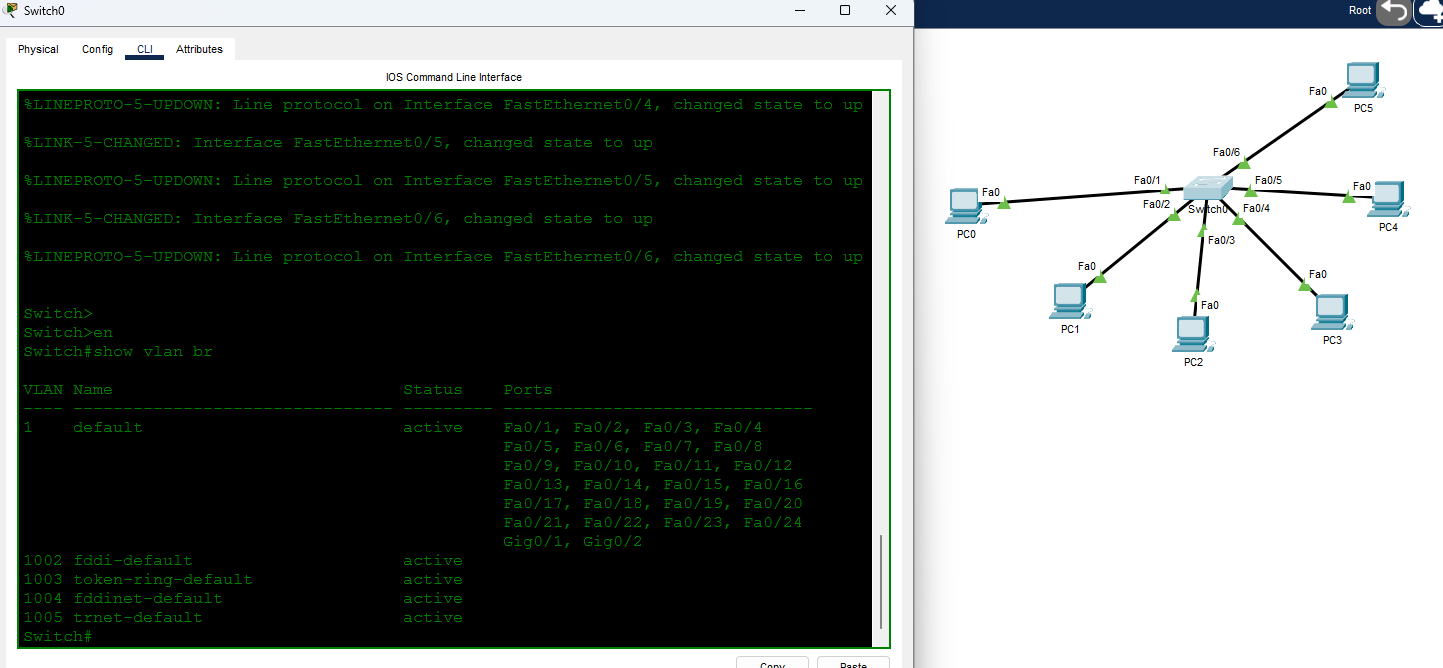 Switch0
Physical Config CLI Attributes
IOS Command Line Interface
%LINEPROTO-5-UPDOWN: Line protocol on Interface FastEthernet0/4, changed state to up
%LINK-5-CHANGED: Interface FastEthernet0/5, changed state to up
%LINEPROTO-5-UPDOWN: Line protocol on Interface FastEthernet0/5, changed state to up
%LINK-5-CHANGED: Interface FastEthernet0/6, changed state to up
%LINEPROTO-5-UPDOWN: Line protocol on Interface FastEthernet0/6, changed state to up
Switch>
Switch>en
Switch#show vlan br
VLAN Name Status Ports
---- -------------------------------- --------- -------------------------------
1 default active Fa0/1, Fa0/2, Fa0/3, Fa0/4
Fa0/5, Fa0/6, Fa0/7, Fa0/8
Fa0/9, Fa0/10, Fa0/11, Fa0/12
Fa0/13, Fa0/14, Fa0/15, Fa0/16
Fa0/17, Fa0/18, Fa0/19, Fa0/20
Fa0/21, Fa0/22, Fa0/23, Fa0/24
Gig0/1, Gig0/2
1002 fddi-default active
1003 token-ring-default active
1004 fddinet-default active
1005 trnet-default active
Switch#
Copy Paste
Root
Fa0
PC5
Fa0/6
Fa0/1
Fa0/5
Fa0
Fa0
Fa0/2
Switch0
Fa0/4
PC0
PC4
Fa0/3
Fa0
Fa0
Fa0
PC1
PC3
PC2